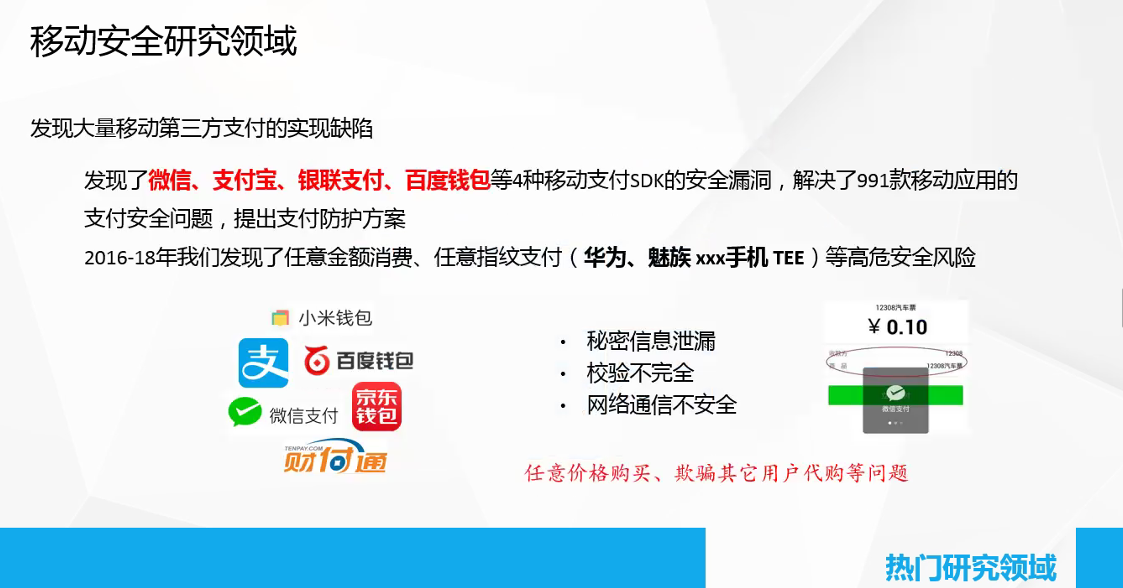 移动安全研究领域
发现大量移动第三方支付的实现缺陷
发现了微信、支付宝、银联支付、百度钱包等4种移动支付SDK的安全漏洞，解决了991款移动应用的
支付安全问题，提出支付防护方案
2016-18年我们发现了任意金额消费、任意指纹支付（华为、魅族 xxx手机 TEE）等高危安全风险
小米钱包
支
百度钱包
微信支付
京东
钱包
TENPAY.COM
财付通
• 秘密信息泄漏
• 校验不完全
• 网络通信不安全
12308汽车票
￥0.10
12308
12308汽车票
微信支付
任意价格购买、欺骗其它用户代购等问题
热门研究领域